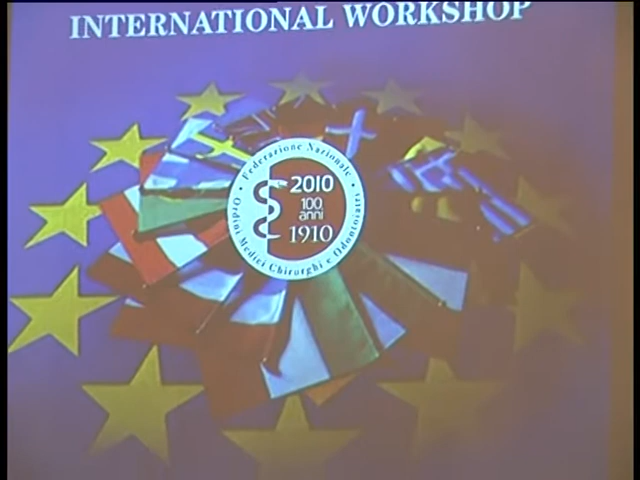 INTERNATIONAL WORKSHOP
Federazione Nazionale
Ordini Medici Chirurghi e Odontoiatri
2010
100
anni
1910